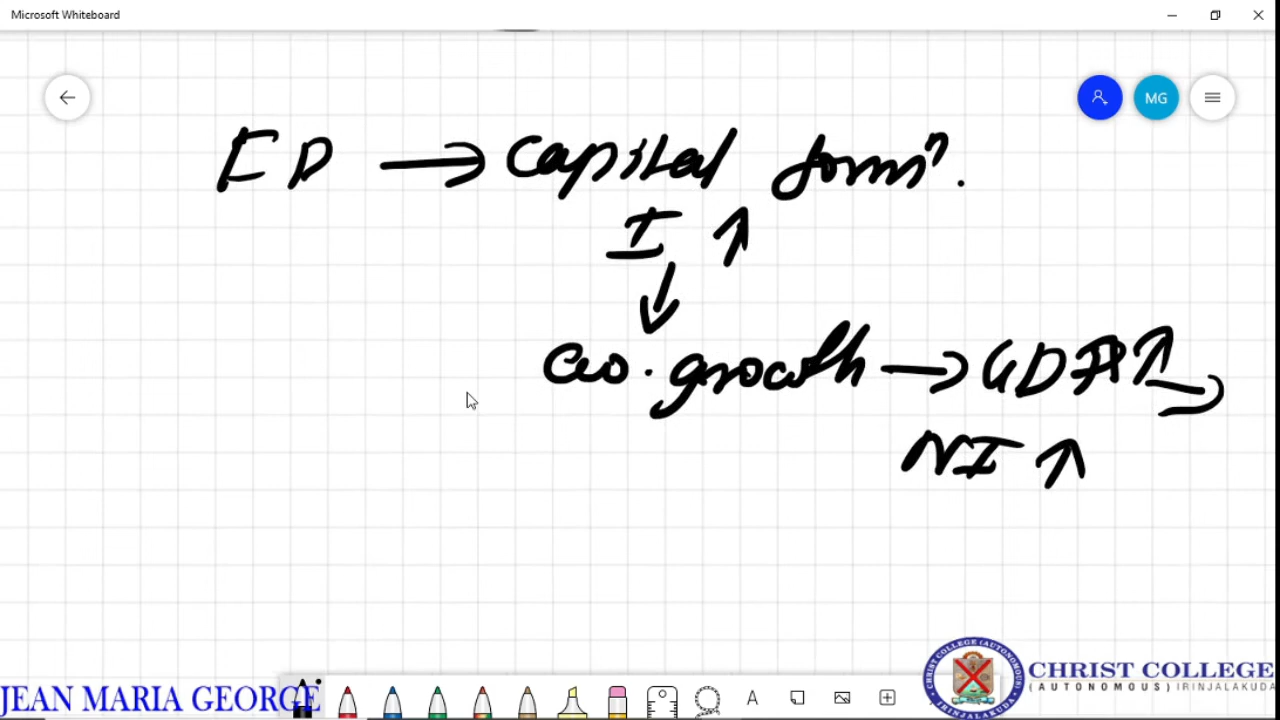 Microsoft Whiteboard
MG
ED → Capital formⁿ.
I ↑
↓
eco. growth → GDP↑ →
NI ↑
A
JEAN MARIA GEORGE
CHRIST COLLEGE
(AUTONOMOUS) IRINJALAKUDA